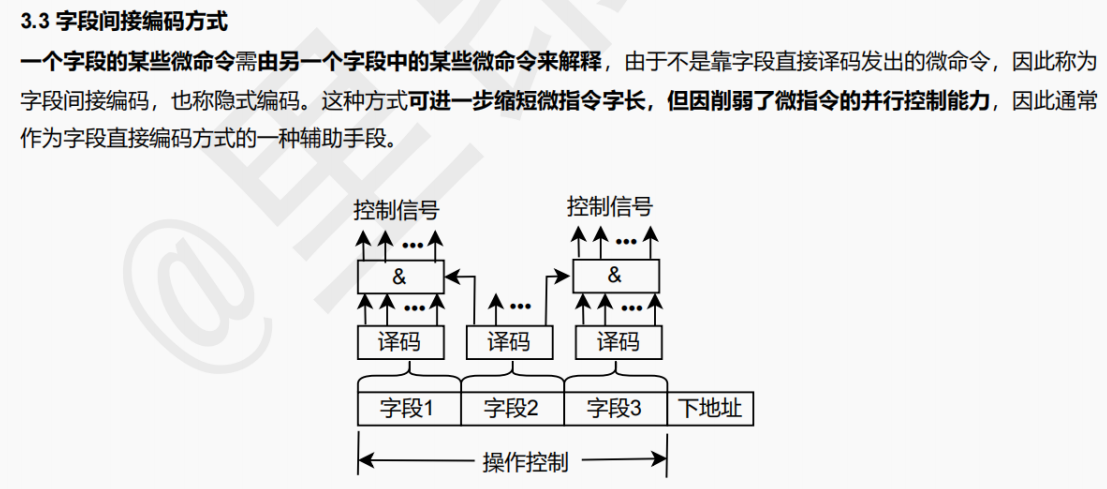 3.3 字段间接编码方式
一个字段的某些微命令需由另一个字段中的某些微命令来解释，由于不是靠字段直接译码发出的微命令，因此称为
字段间接编码，也称隐式编码。这种方式可进一步缩短微指令字长，但因削弱了微指令的并行控制能力，因此通常
作为字段直接编码方式的一种辅助手段。
控制信号 控制信号
... ...
& &
... ... ...
译码 译码 译码
字段1 字段2 字段3 下地址
操作控制
@里